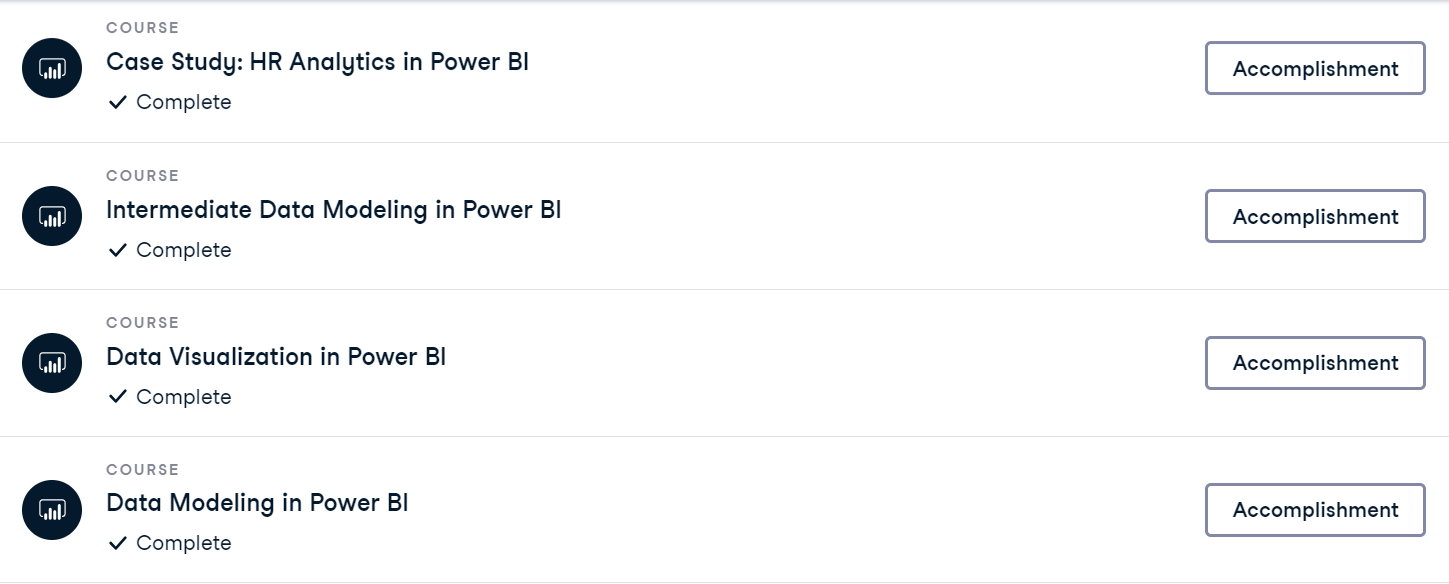 COURSE
Case Study: HR Analytics in Power BI
Complete
Accomplishment
COURSE
Intermediate Data Modeling in Power BI
Complete
Accomplishment
COURSE
Data Visualization in Power BI
Complete
Accomplishment
COURSE
Data Modeling in Power BI
Complete
Accomplishment